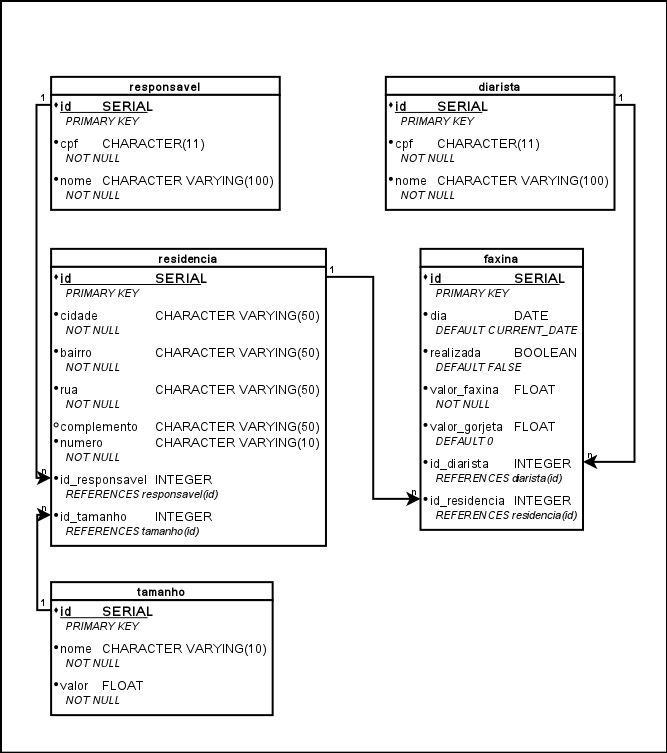 responsavel
1
id SERIAL
PRIMARY KEY
cpf CHARACTER(11)
NOT NULL
nome CHARACTER VARYING(100)
NOT NULL
diarista
1
id SERIAL
PRIMARY KEY
cpf CHARACTER(11)
NOT NULL
nome CHARACTER VARYING(100)
NOT NULL
residencia
1
id SERIAL
PRIMARY KEY
cidade CHARACTER VARYING(50)
NOT NULL
bairro CHARACTER VARYING(50)
NOT NULL
rua CHARACTER VARYING(50)
NOT NULL
complemento CHARACTER VARYING(50)
numero CHARACTER VARYING(10)
NOT NULL
n
id_responsavel INTEGER
REFERENCES responsavel(id)
n
id_tamanho INTEGER
REFERENCES tamanho(id)
faxina
id SERIAL
PRIMARY KEY
dia DATE
DEFAULT CURRENT_DATE
realizada BOOLEAN
DEFAULT FALSE
valor_faxina FLOAT
NOT NULL
valor_gorjeta FLOAT
DEFAULT 0
n
id_diarista INTEGER
REFERENCES diarista(id)
n
id_residencia INTEGER
REFERENCES residencia(id)
tamanho
1
id SERIAL
PRIMARY KEY
nome CHARACTER VARYING(10)
NOT NULL
valor FLOAT
NOT NULL